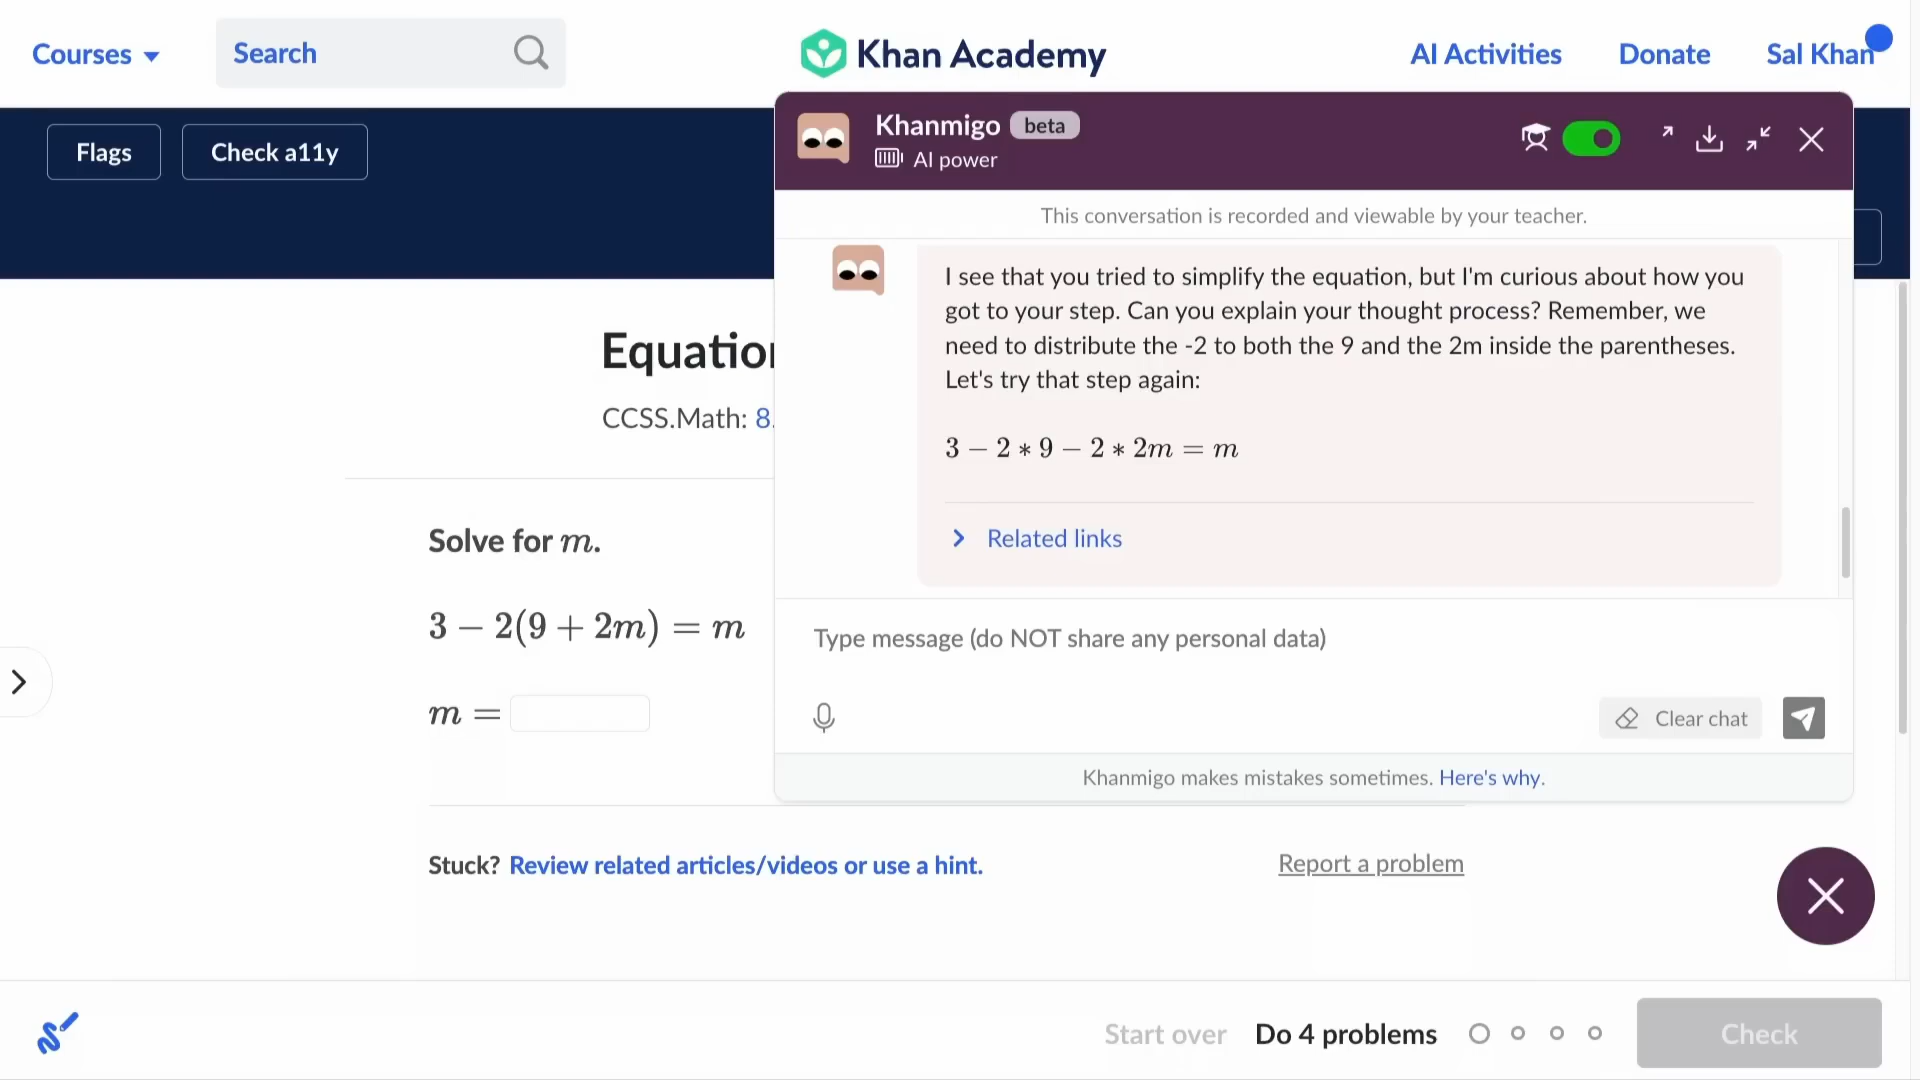 Courses
Search
Khan Academy
AI Activities
Donate
Sal Khan
Flags
Check a11y
Khanmigo beta
AI power
This conversation is recorded and viewable by your teacher.
I see that you tried to simplify the equation, but I'm curious about how you
got to your step. Can you explain your thought process? Remember, we
need to distribute the -2 to both the 9 and the 2m inside the parentheses.
Let's try that step again:
3 − 2 ∗ 9 − 2 ∗ 2m = m
Related links
Type message (do NOT share any personal data)
Clear chat
Khanmigo makes mistakes sometimes. Here's why.
CCSS.Math: 8.
Solve for m.
3 − 2(9 + 2m) = m
m =
Stuck? Review related articles/videos or use a hint.
Report a problem
Start over
Do 4 problems
Check